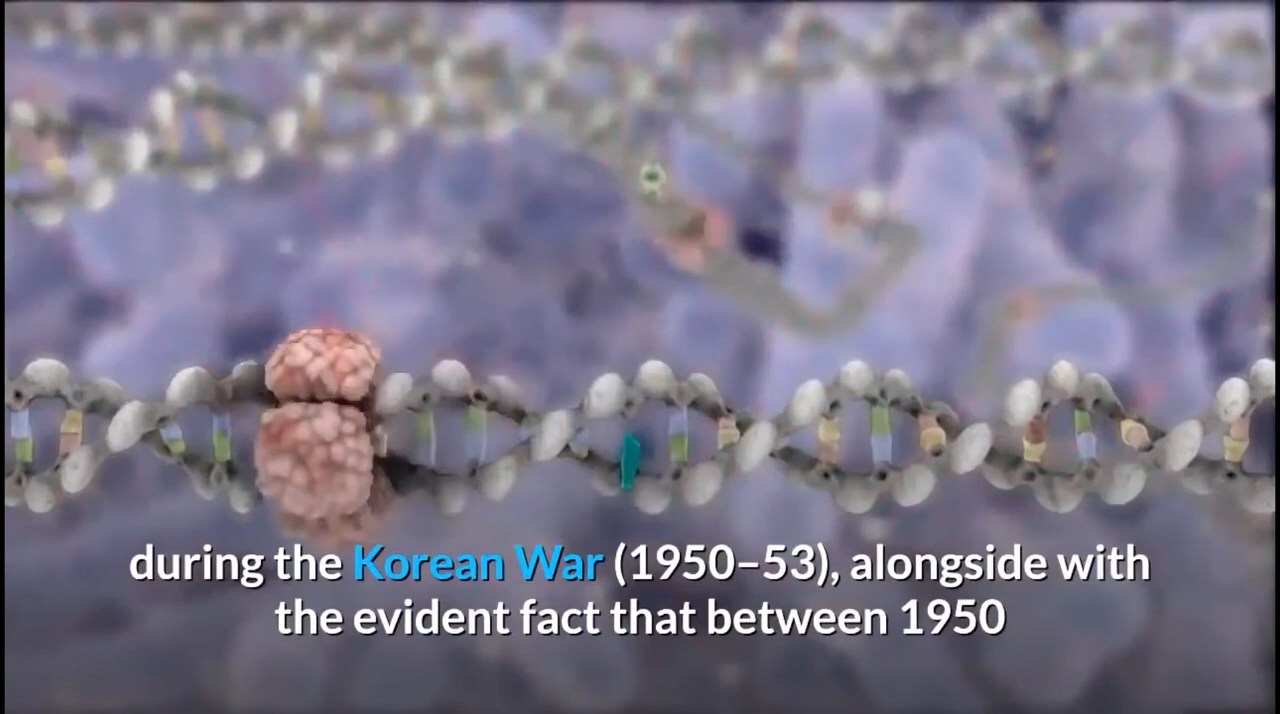 during the Korean War (1950–53), alongside with
the evident fact that between 1950